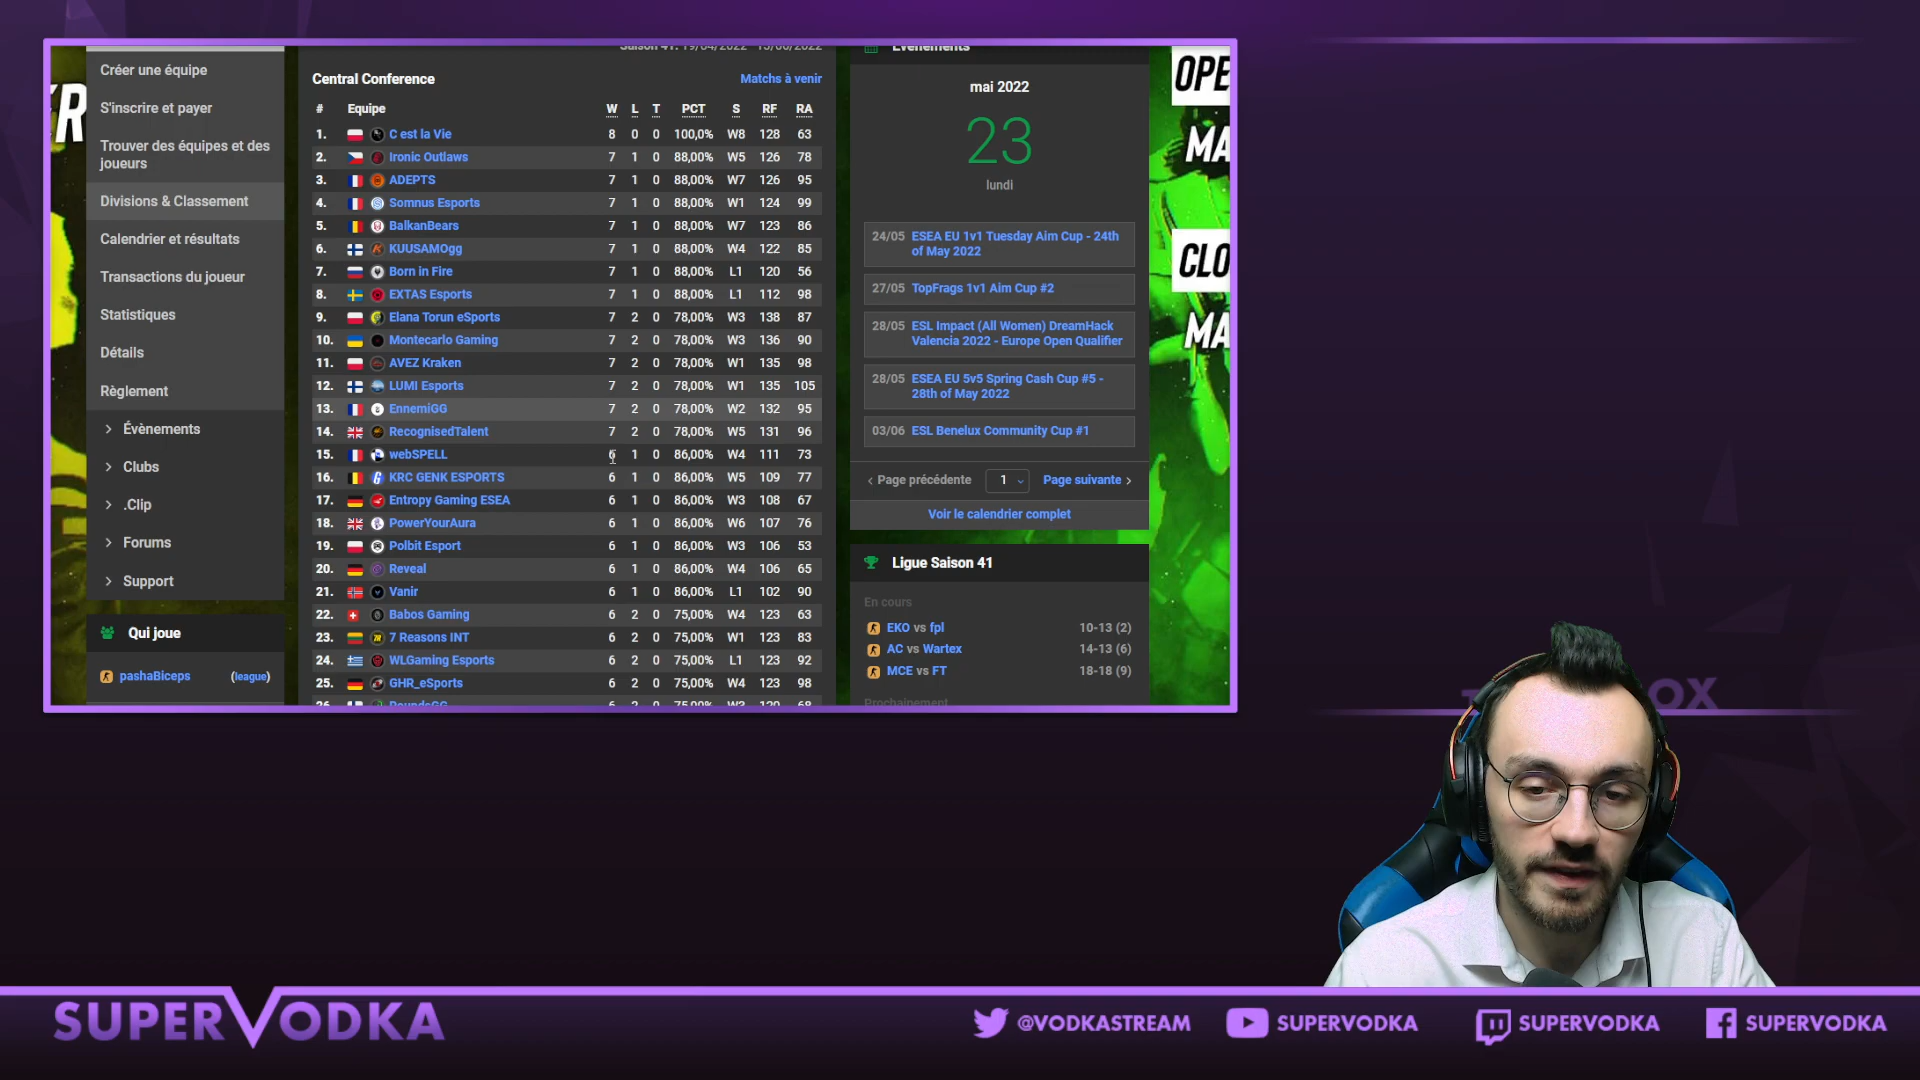 Saison 41: 19/04/2022 - 13/06/2022
Créer une équipe
S'inscrire et payer
Trouver des équipes et des
joueurs
Divisions & Classement
Calendrier et résultats
Transactions du joueur
Statistiques
Détails
Règlement
Évènements
Clubs
.Clip
Forums
Support
Qui joue
pashaBiceps (league)
Central Conference Matchs à venir
# Equipe W L T PCT S RF RA
1. C est la Vie 8 0 0 100,0% W8 128 63
2. Ironic Outlaws 7 1 0 88,00% W5 126 78
3. ADEPTS 7 1 0 88,00% W7 126 95
4. Somnus Esports 7 1 0 88,00% W1 124 99
5. BalkanBears 7 1 0 88,00% W7 123 86
6. KUUSAMOgg 7 1 0 88,00% W4 122 85
7. Born in Fire 7 1 0 88,00% L1 120 56
8. EXTAS Esports 7 1 0 88,00% L1 112 98
9. Elana Torun eSports 7 2 0 78,00% W3 138 87
10. Montecarlo Gaming 7 2 0 78,00% W3 136 90
11. AVEZ Kraken 7 2 0 78,00% W1 135 98
12. LUMI Esports 7 2 0 78,00% W1 135 105
13. EnnemiGG 7 2 0 78,00% W2 132 95
14. RecognisedTalent 7 2 0 78,00% W5 131 96
15. webSPELL 6 1 0 86,00% W4 111 73
16. KRC GENK ESPORTS 6 1 0 86,00% W5 109 77
17. Entropy Gaming ESEA 6 1 0 86,00% W3 108 67
18. PowerYourAura 6 1 0 86,00% W6 107 76
19. Polbit Esport 6 1 0 86,00% W3 106 53
20. Reveal 6 1 0 86,00% W4 106 65
21. Vanir 6 1 0 86,00% L1 102 90
22. Babos Gaming 6 2 0 75,00% W4 123 63
23. 7 Reasons INT 6 2 0 75,00% W1 123 83
24. WLGaming Esports 6 2 0 75,00% L1 123 92
25. GHR_eSports 6 2 0 75,00% W4 123 98
26. RoundsGG 6 2 0 75,00% W3 120 68
Évènements
mai 2022
23
lundi
24/05 ESEA EU 1v1 Tuesday Aim Cup - 24th
of May 2022
27/05 TopFrags 1v1 Aim Cup #2
28/05 ESL Impact (All Women) DreamHack
Valencia 2022 - Europe Open Qualifier
28/05 ESEA EU 5v5 Spring Cash Cup #5 -
28th of May 2022
03/06 ESL Benelux Community Cup #1
Page précédente 1 Page suivante
Voir le calendrier complet
Ligue Saison 41
En cours
EKO vs fpl 10-13 (2)
AC vs Wartex 14-13 (6)
MCE vs FT 18-18 (9)
Prochainement
OPE
MA
CLO
MA
SUPERVODKA
@VODKASTREAM
SUPERVODKA
SUPERVODKA
SUPERVODKA